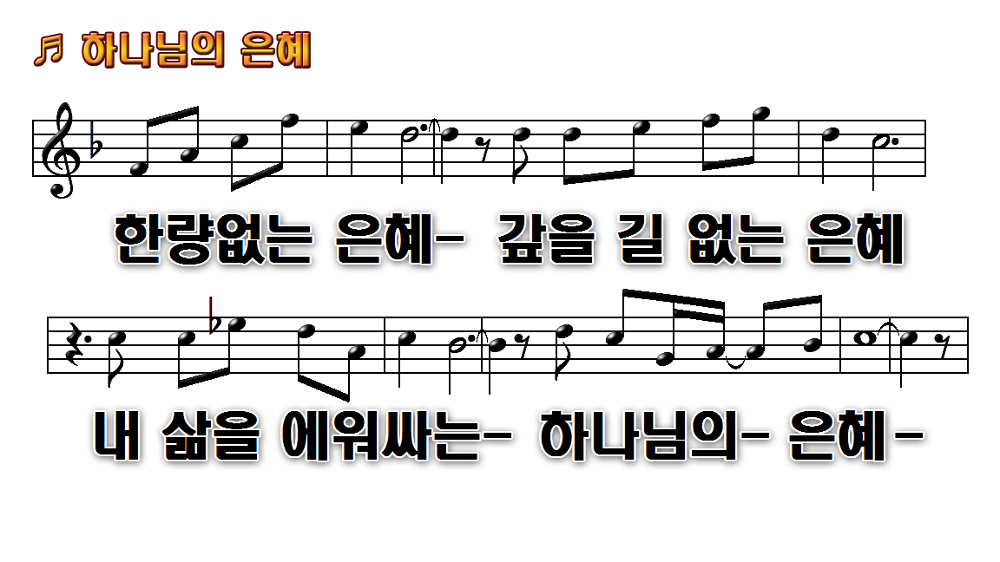 ♬ 하나님의 은혜
한량없는 은혜- 갚을 길 없는 은혜
내 삶을 에워싸는- 하나님의- 은혜-